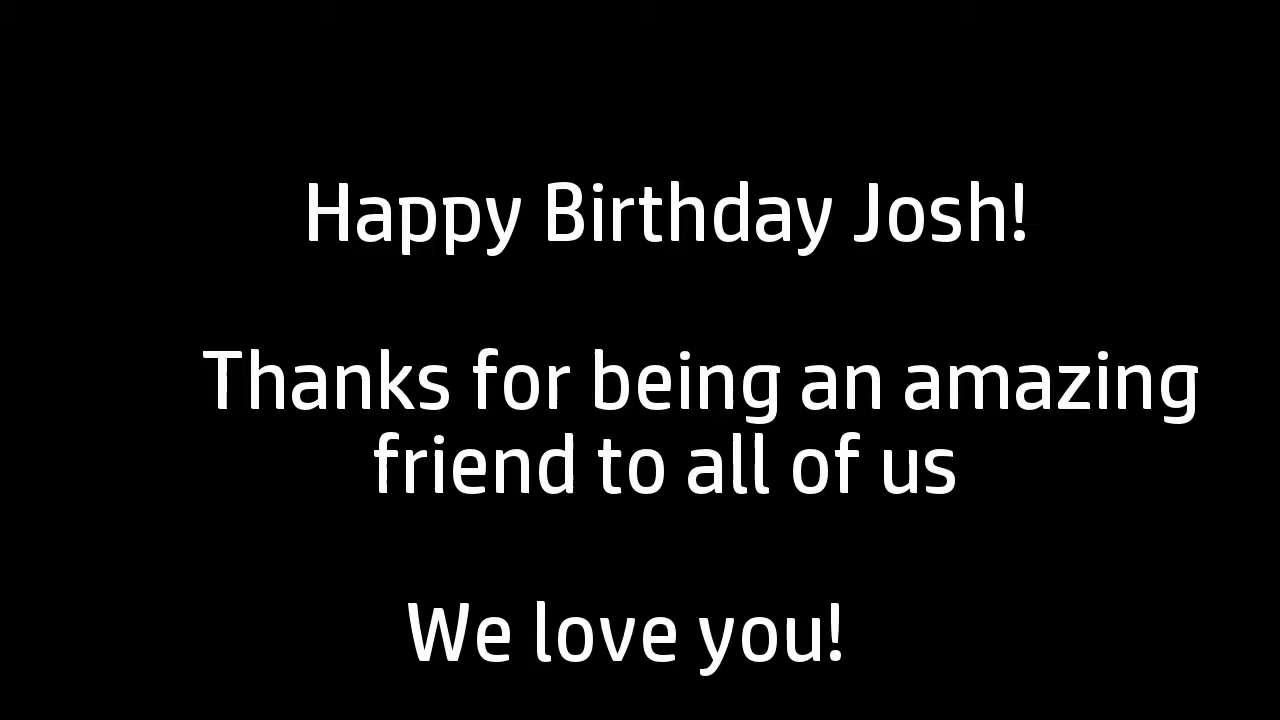 Happy Birthday Josh!
Thanks for being an amazing
friend to all of us
We love you!